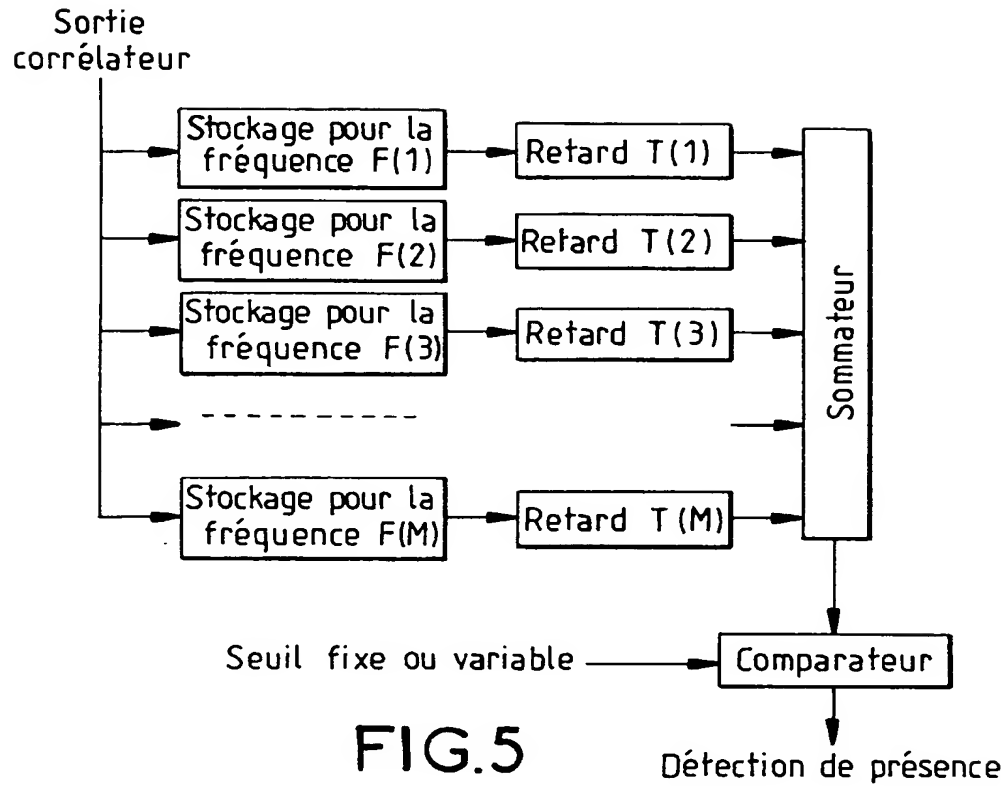 Sortie
corrélateur
Stockage pour la
fréquence F(1)
Retard T(1)
Stockage pour la
fréquence F(2)
Retard T(2)
Stockage pour la
fréquence F(3)
Retard T(3)
Stockage pour la
fréquence F(M)
Retard T(M)
Sommateur
Seuil fixe ou variable
Comparateur
FIG.5
Détection de présence